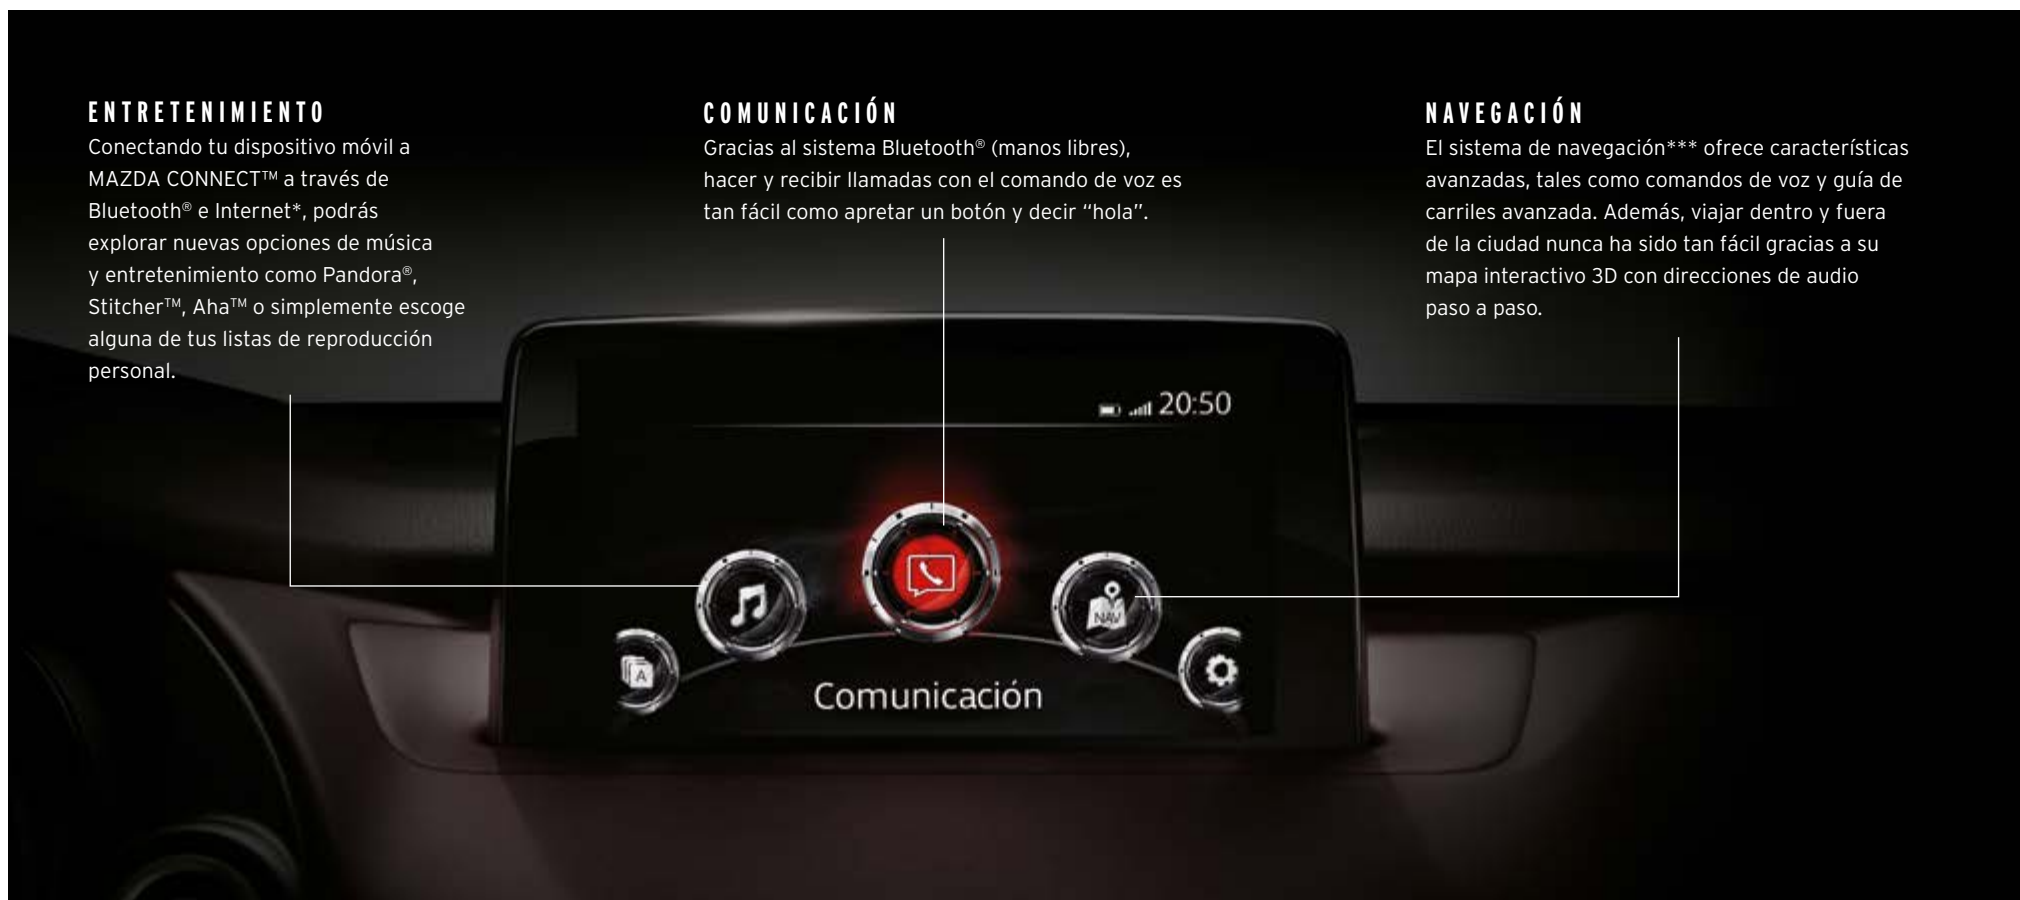 ENTRETENIMIENTO
Conectando tu dispositivo móvil a
MAZDA CONNECT™ a través de
Bluetooth® e Internet*, podrás
explorar nuevas opciones de música
y entretenimiento como Pandora®,
Stitcher™, Aha™ o simplemente escoge
alguna de tus listas de reproducción
personal.
COMUNICACIÓN
Gracias al sistema Bluetooth® (manos libres),
hacer y recibir llamadas con el comando de voz es
tan fácil como apretar un botón y decir “hola”.
NAVEGACIÓN
El sistema de navegación*** ofrece características
avanzadas, tales como comandos de voz y guía de
carriles avanzada. Además, viajar dentro y fuera
de la ciudad nunca ha sido tan fácil gracias a su
mapa interactivo 3D con direcciones de audio
paso a paso.
20:50
NAV
A
Comunicación